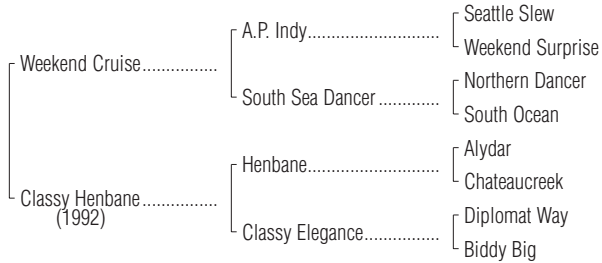 Seattle Slew
A.P. Indy..............................
Weekend Surprise
Weekend Cruise................
Northern Dancer
South Sea Dancer..............
South Ocean
Alydar
Henbane..............................
Chateaucreek
Classy Henbane................
(1992)
Diplomat Way
Classy Elegance.................
Biddy Big